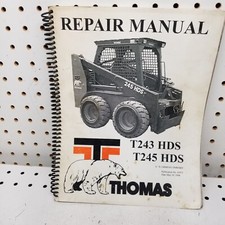 REPAIR MANUAL
245 HDS
T243 HDS
T245 HDS
THOMAS